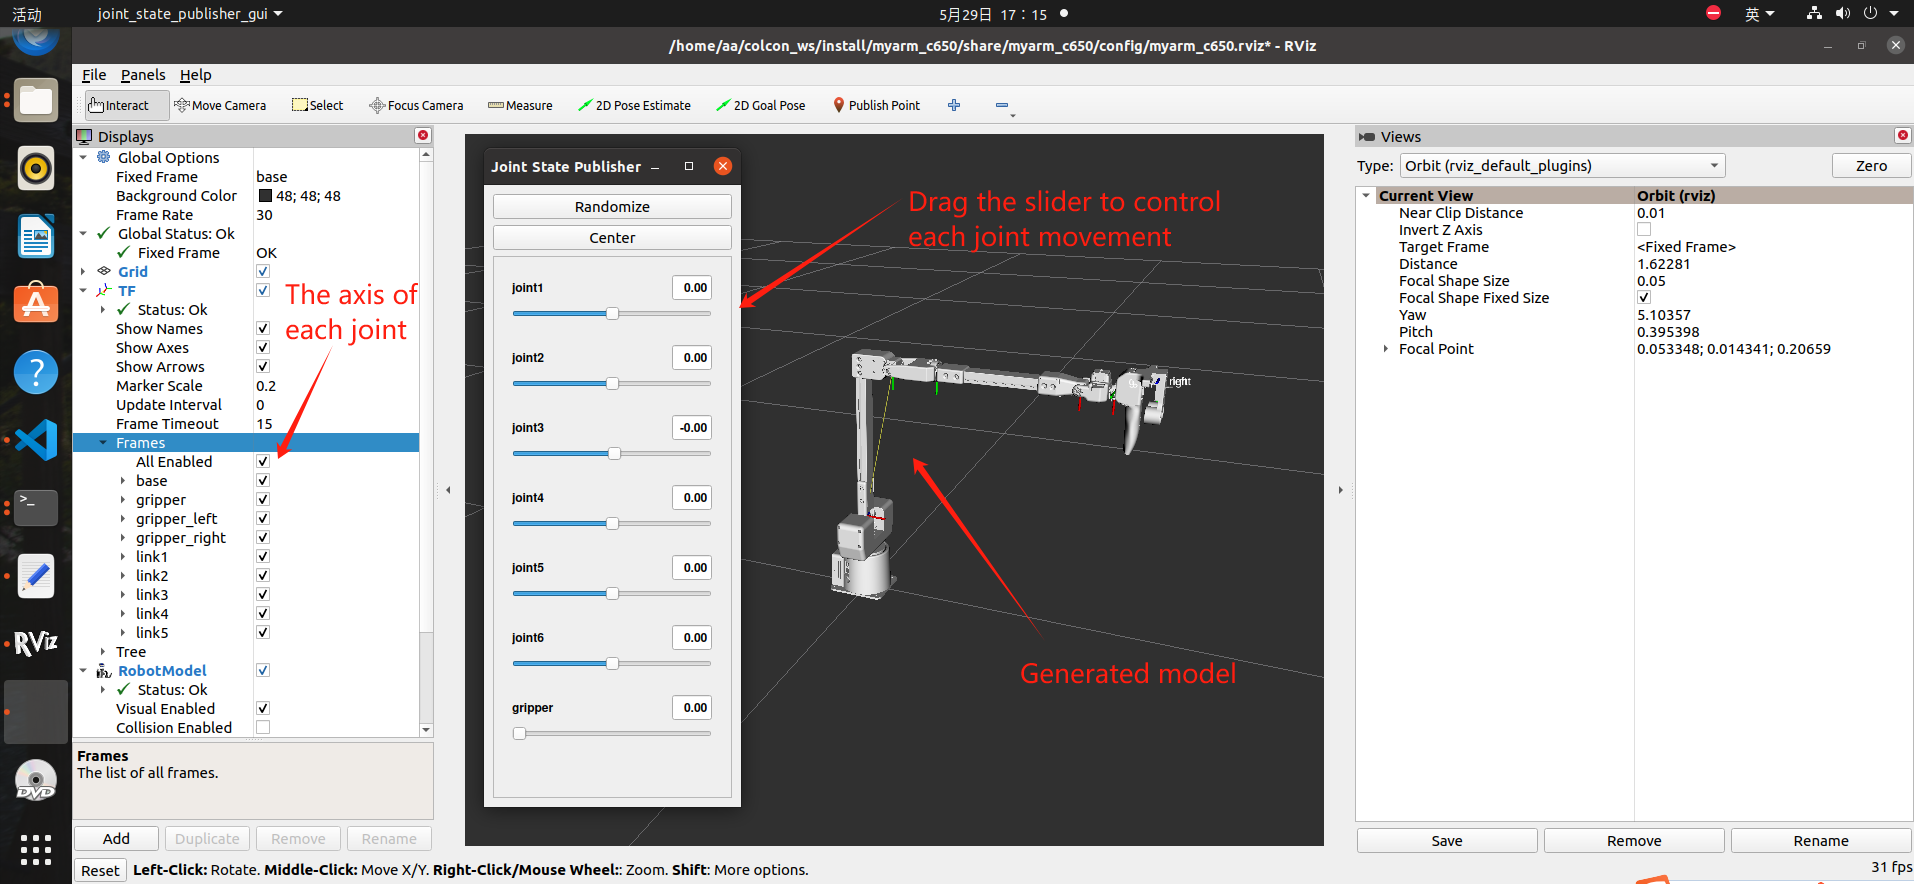 活动
joint_state_publisher_gui
5月29日 17：15
英
/home/aa/colcon_ws/install/myarm_c650/share/myarm_c650/config/myarm_c650.rviz* - RViz
File Panels Help
Interact Move Camera Select Focus Camera Measure 2D Pose Estimate 2D Goal Pose Publish Point
Displays
Global Options
Fixed Frame base
Background Color 48; 48; 48
Frame Rate 30
Global Status: Ok
Fixed Frame OK
Grid
TF
Status: Ok
Show Names
Show Axes
Show Arrows
Marker Scale 0.2
Update Interval 0
Frame Timeout 15
Frames
All Enabled
base
gripper
gripper_left
gripper_right
link1
link2
link3
link4
link5
Tree
RobotModel
Status: Ok
Visual Enabled
Collision Enabled
The axis of
each joint
Frames
The list of all frames.
Add Duplicate Remove Rename
Reset Left-Click: Rotate. Middle-Click: Move X/Y. Right-Click/Mouse Wheel:: Zoom. Shift: More options.
Joint State Publisher
Randomize
Center
joint1 0.00
joint2 0.00
joint3 -0.00
joint4 0.00
joint5 0.00
joint6 0.00
gripper 0.00
Drag the slider to control
each joint movement
right
Generated model
Views
Type: Orbit (rviz_default_plugins) Zero
Current View Orbit (rviz)
Near Clip Distance 0.01
Invert Z Axis
Target Frame <Fixed Frame>
Distance 1.62281
Focal Shape Size 0.05
Focal Shape Fixed Size
Yaw 5.10357
Pitch 0.395398
Focal Point 0.053348; 0.014341; 0.20659
Save Remove Rename
31 fps
RViz
DVD